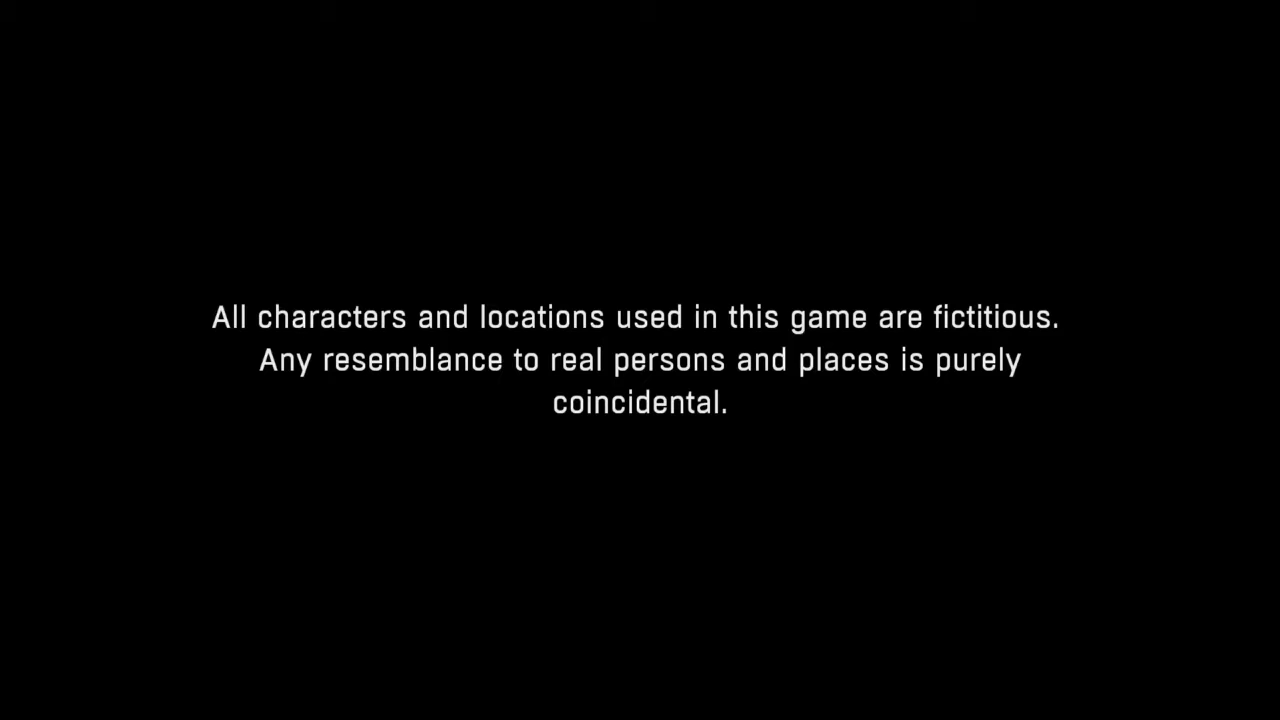 All characters and locations used in this game are fictitious.
Any resemblance to real persons and places is purely
coincidental.